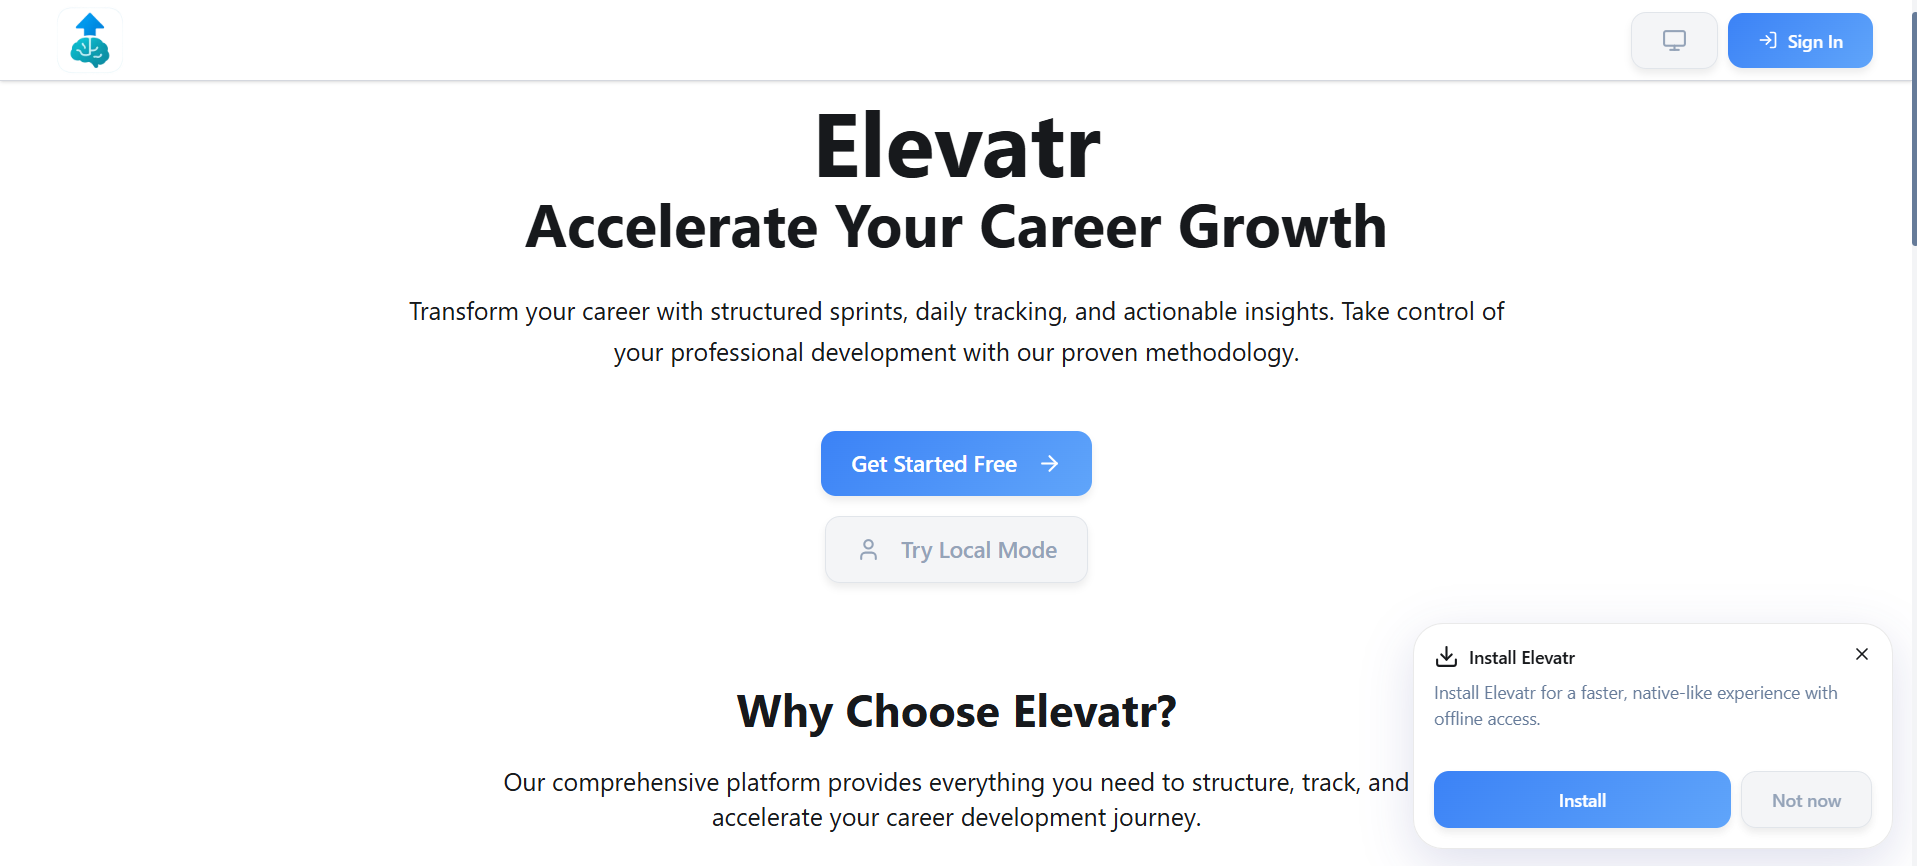 Sign In
Elevatr
Accelerate Your Career Growth
Transform your career with structured sprints, daily tracking, and actionable insights. Take control of
your professional development with our proven methodology.
Get Started Free
Try Local Mode
Why Choose Elevatr?
Our comprehensive platform provides everything you need to structure, track, and
accelerate your career development journey.
Install Elevatr
Install Elevatr for a faster, native-like experience with
offline access.
Install
Not now